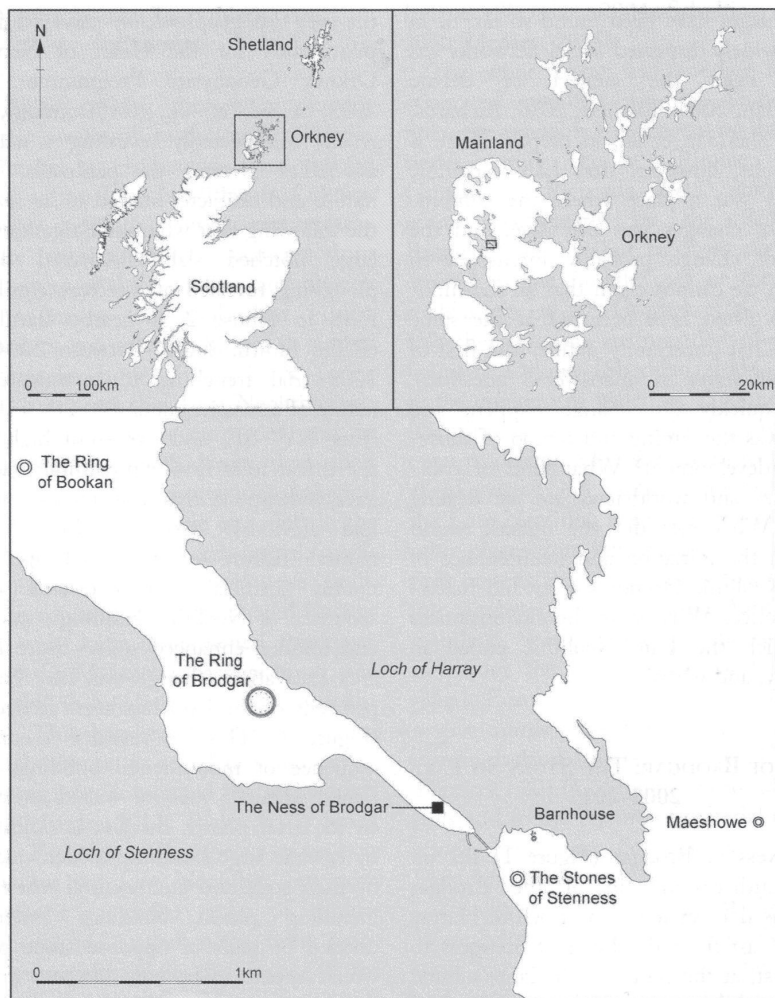 N
Shetland
Orkney
Scotland
0 100km
Mainland
Orkney
0 20km
The Ring
of Bookan
The Ring
of Brodgar
Loch of Harray
The Ness of Brodgar
Barnhouse
Maeshowe
Loch of Stenness
The Stones
of Stenness
0 1km